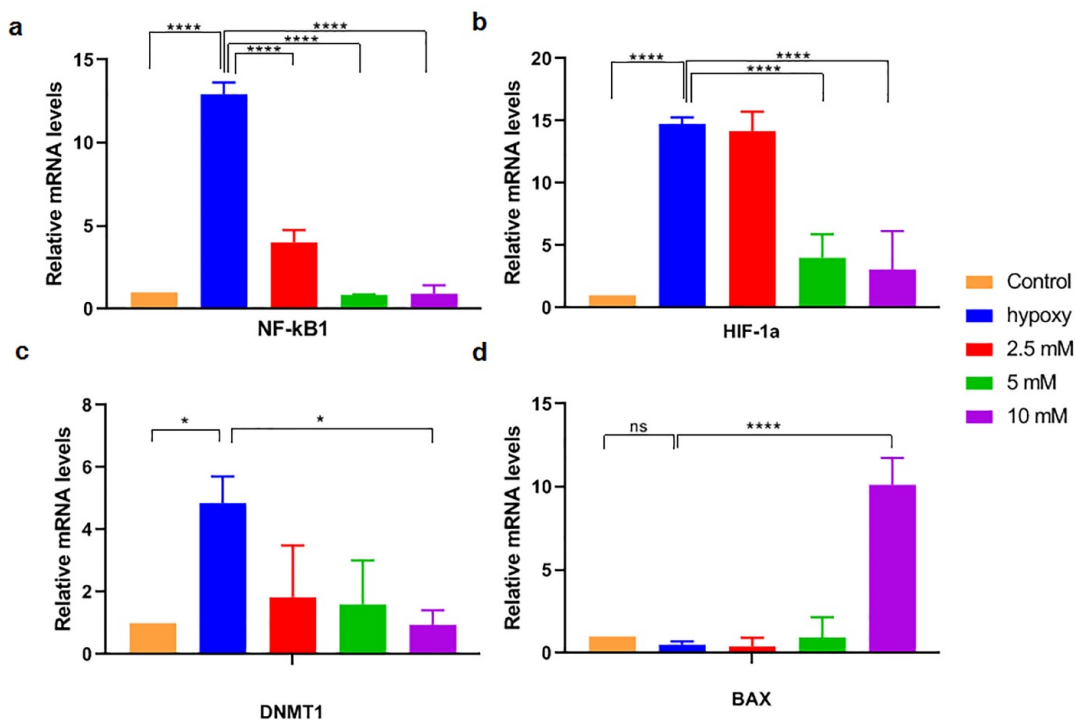 a
****
****
****
****
Relative mRNA levels
15
10
5
0
NF-kB1
b
****
****
****
Relative mRNA levels
20
15
10
5
0
HIF-1a
Control
hypoxy
2.5 mM
5 mM
10 mM
c
*
*
Relative mRNA levels
8
6
4
2
0
DNMT1
d
ns
****
Relative mRNA levels
15
10
5
0
BAX